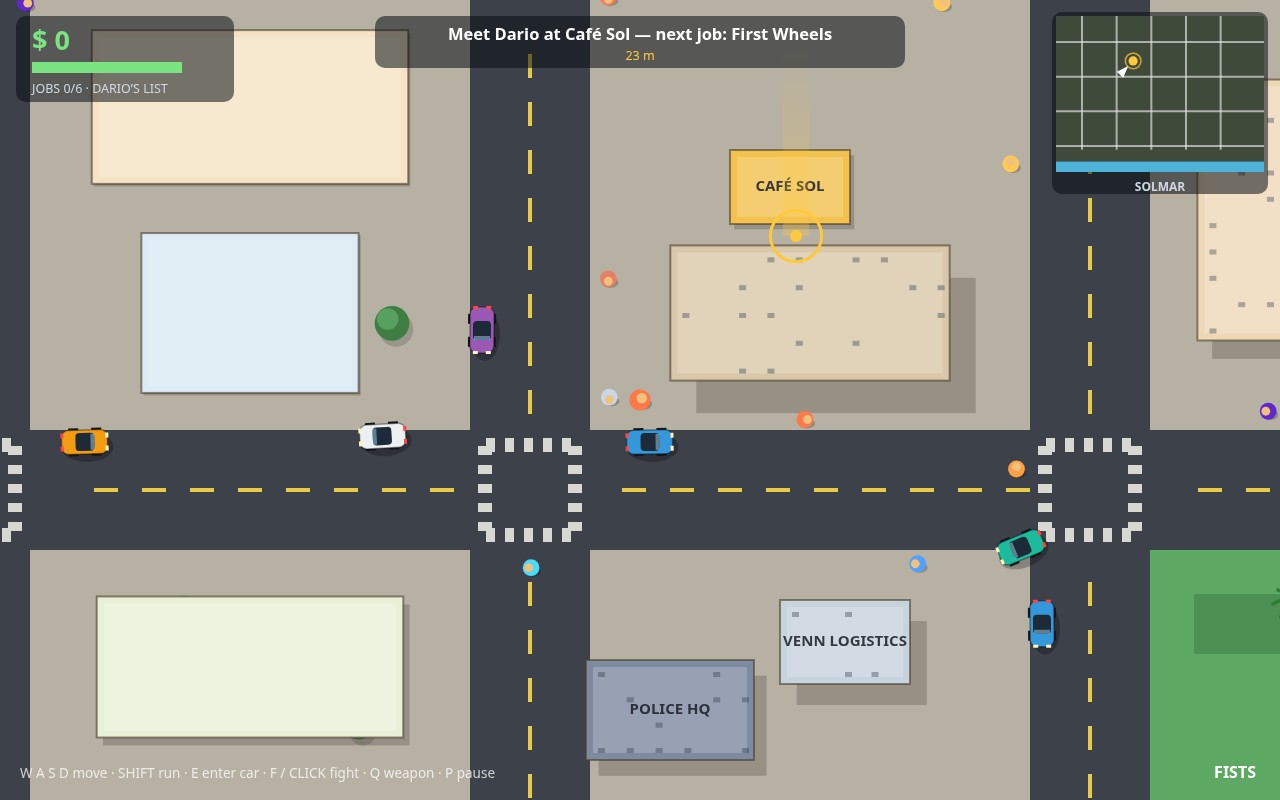 $ 0
JOBS 0/6 · DARIO'S LIST
Meet Dario at Café Sol — next job: First Wheels
23 m
SOLMAR
CAFÉ SOL
VENN LOGISTICS
POLICE HQ
W A S D move · SHIFT run · E enter car · F / CLICK fight · Q weapon · P pause
FISTS